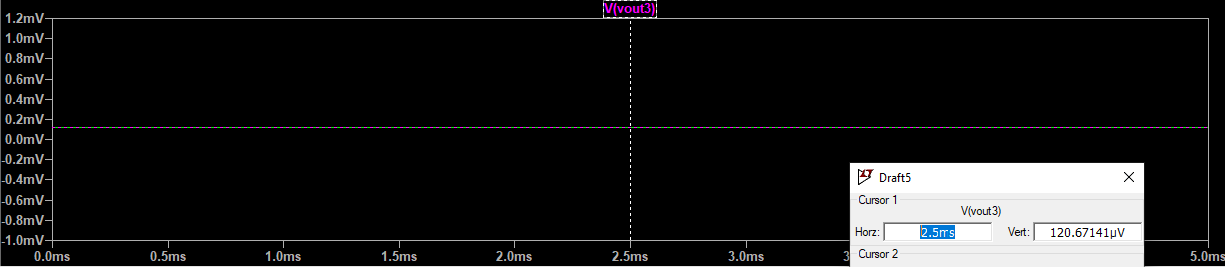 V(vout3)
1.2mV
1.0mV
0.8mV
0.6mV
0.4mV
0.2mV
0.0mV
-0.2mV
-0.4mV
-0.6mV
-0.8mV
-1.0mV
0.0ms 0.5ms 1.0ms 1.5ms 2.0ms 2.5ms 3.0ms 3 5.0ms
Draft5
Cursor 1
V(vout3)
Horz: 2.5ms Vert: 120.67141µV
Cursor 2